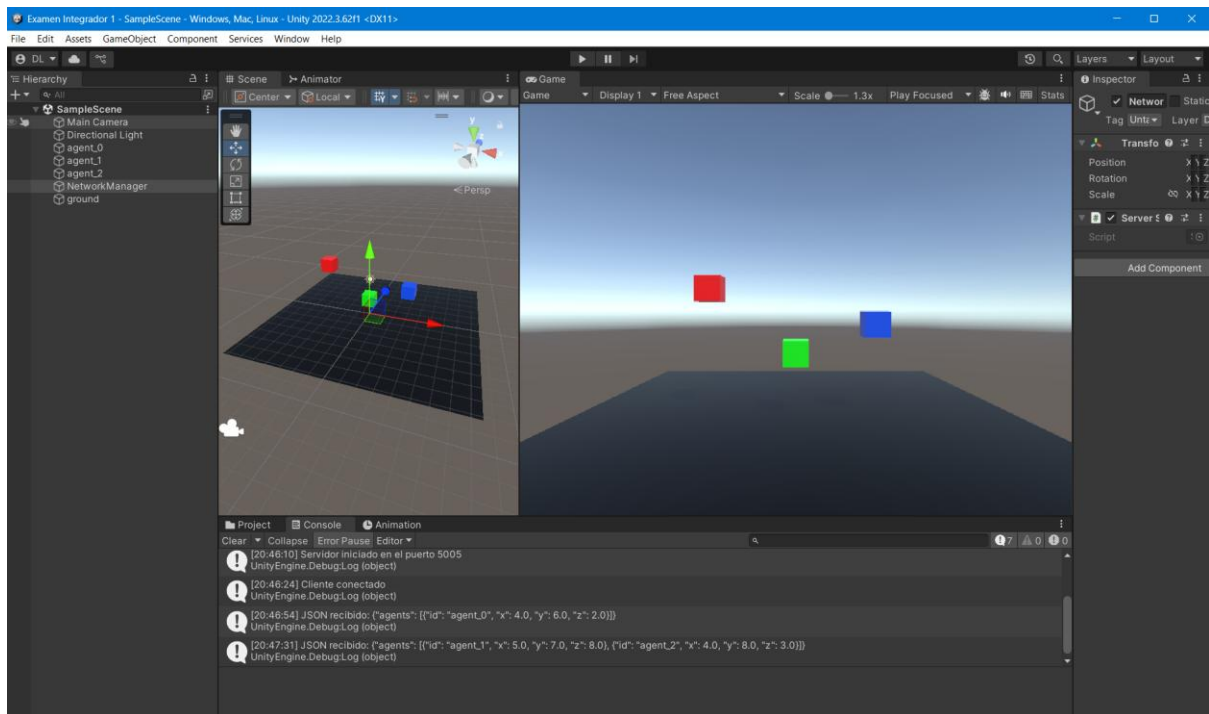 Examen Integrador 1 - SampleScene - Windows, Mac, Linux - Unity 2022.3.62f1 <DX11>
File Edit Assets GameObject Component Services Window Help
DL Layers Layout
Hierarchy
All
SampleScene
Main Camera
Directional Light
agent_0
agent_1
agent_2
NetworkManager
ground
Scene Animator
Center Local
y
Persp
Game
Game Display 1 Free Aspect Scale 1.3x Play Focused Stats
Inspector
Networ Static
Tag Unta Layer D
Transfo
Position X Y Z
Rotation X Y Z
Scale X Y Z
Server S
Script
Add Component
Project Console Animation
Clear Collapse Error Pause Editor 7 0 0
[20:46:10] Servidor iniciado en el puerto 5005
UnityEngine.Debug:Log (object)
[20:46:24] Cliente conectado
UnityEngine.Debug:Log (object)
[20:46:54] JSON recibido: {"agents": [{"id": "agent_0", "x": 4.0, "y": 6.0, "z": 2.0}]}
UnityEngine.Debug:Log (object)
[20:47:31] JSON recibido: {"agents": [{"id": "agent_1", "x": 5.0, "y": 7.0, "z": 8.0}, {"id": "agent_2", "x": 4.0, "y": 8.0, "z": 3.0}]}
UnityEngine.Debug:Log (object)